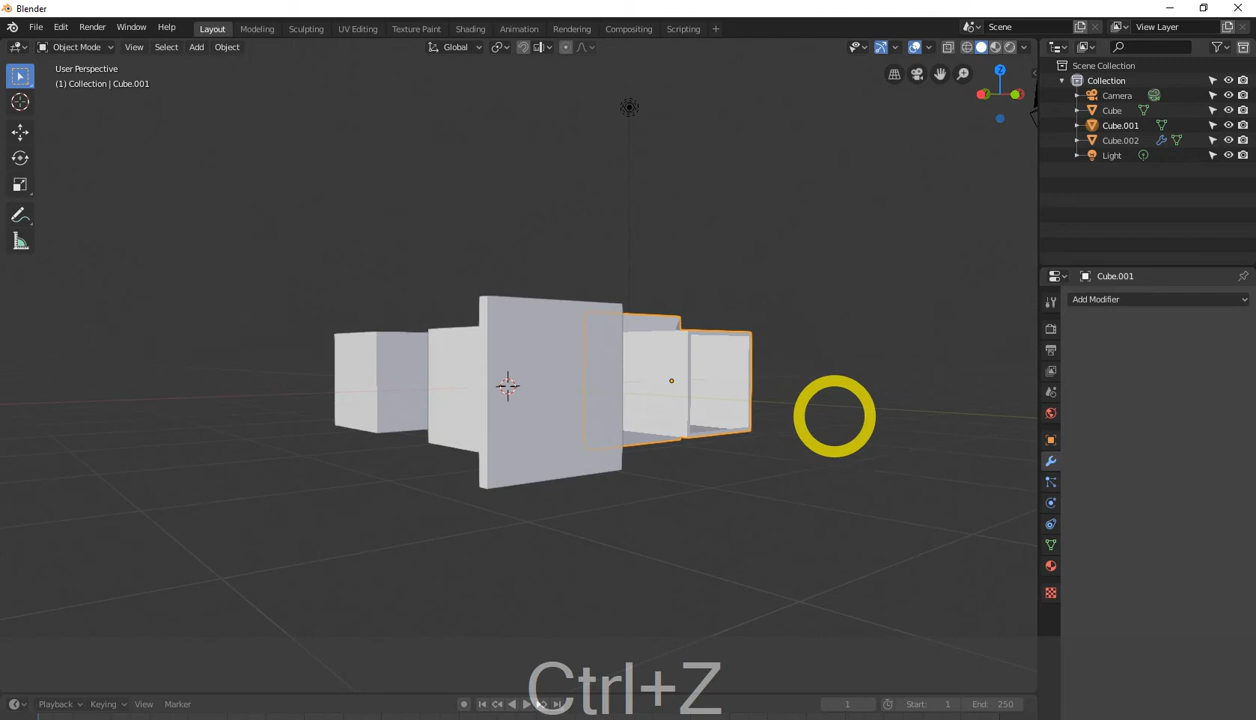 Blender
File Edit Render Window Help Layout Modeling Sculpting UV Editing Texture Paint Shading Animation Rendering Compositing Scripting + Scene View Layer
Object Mode View Select Add Object Global
User Perspective
(1) Collection | Cube.001
Z
Scene Collection
Collection
Camera
Cube
Cube.001
Cube.002
Light
Cube.001
Add Modifier
Ctrl+Z
Playback Keying View Marker 1 Start: 1 End: 250